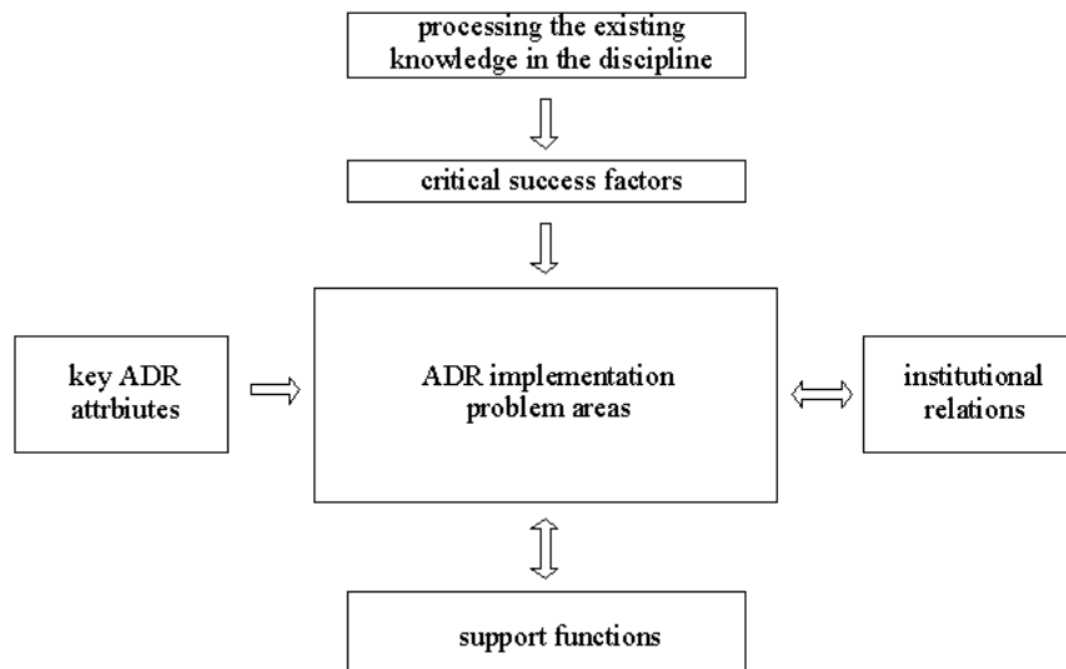 processing the existing
knowledge in the discipline
critical success factors
key ADR
attrbiutes
ADR implementation
problem areas
institutional
relations
support functions